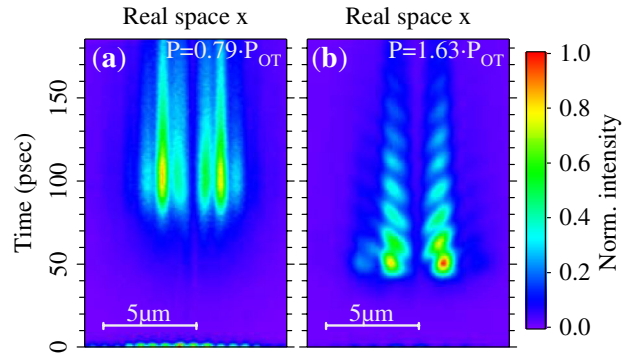 Real space x
Real space x
(a)
P=0.79·P_OT
(b)
P=1.63·P_OT
Time (psec)
150
100
50
0
5μm
5μm
1.0
0.8
0.6
0.4
0.2
0.0
Norm. intensity